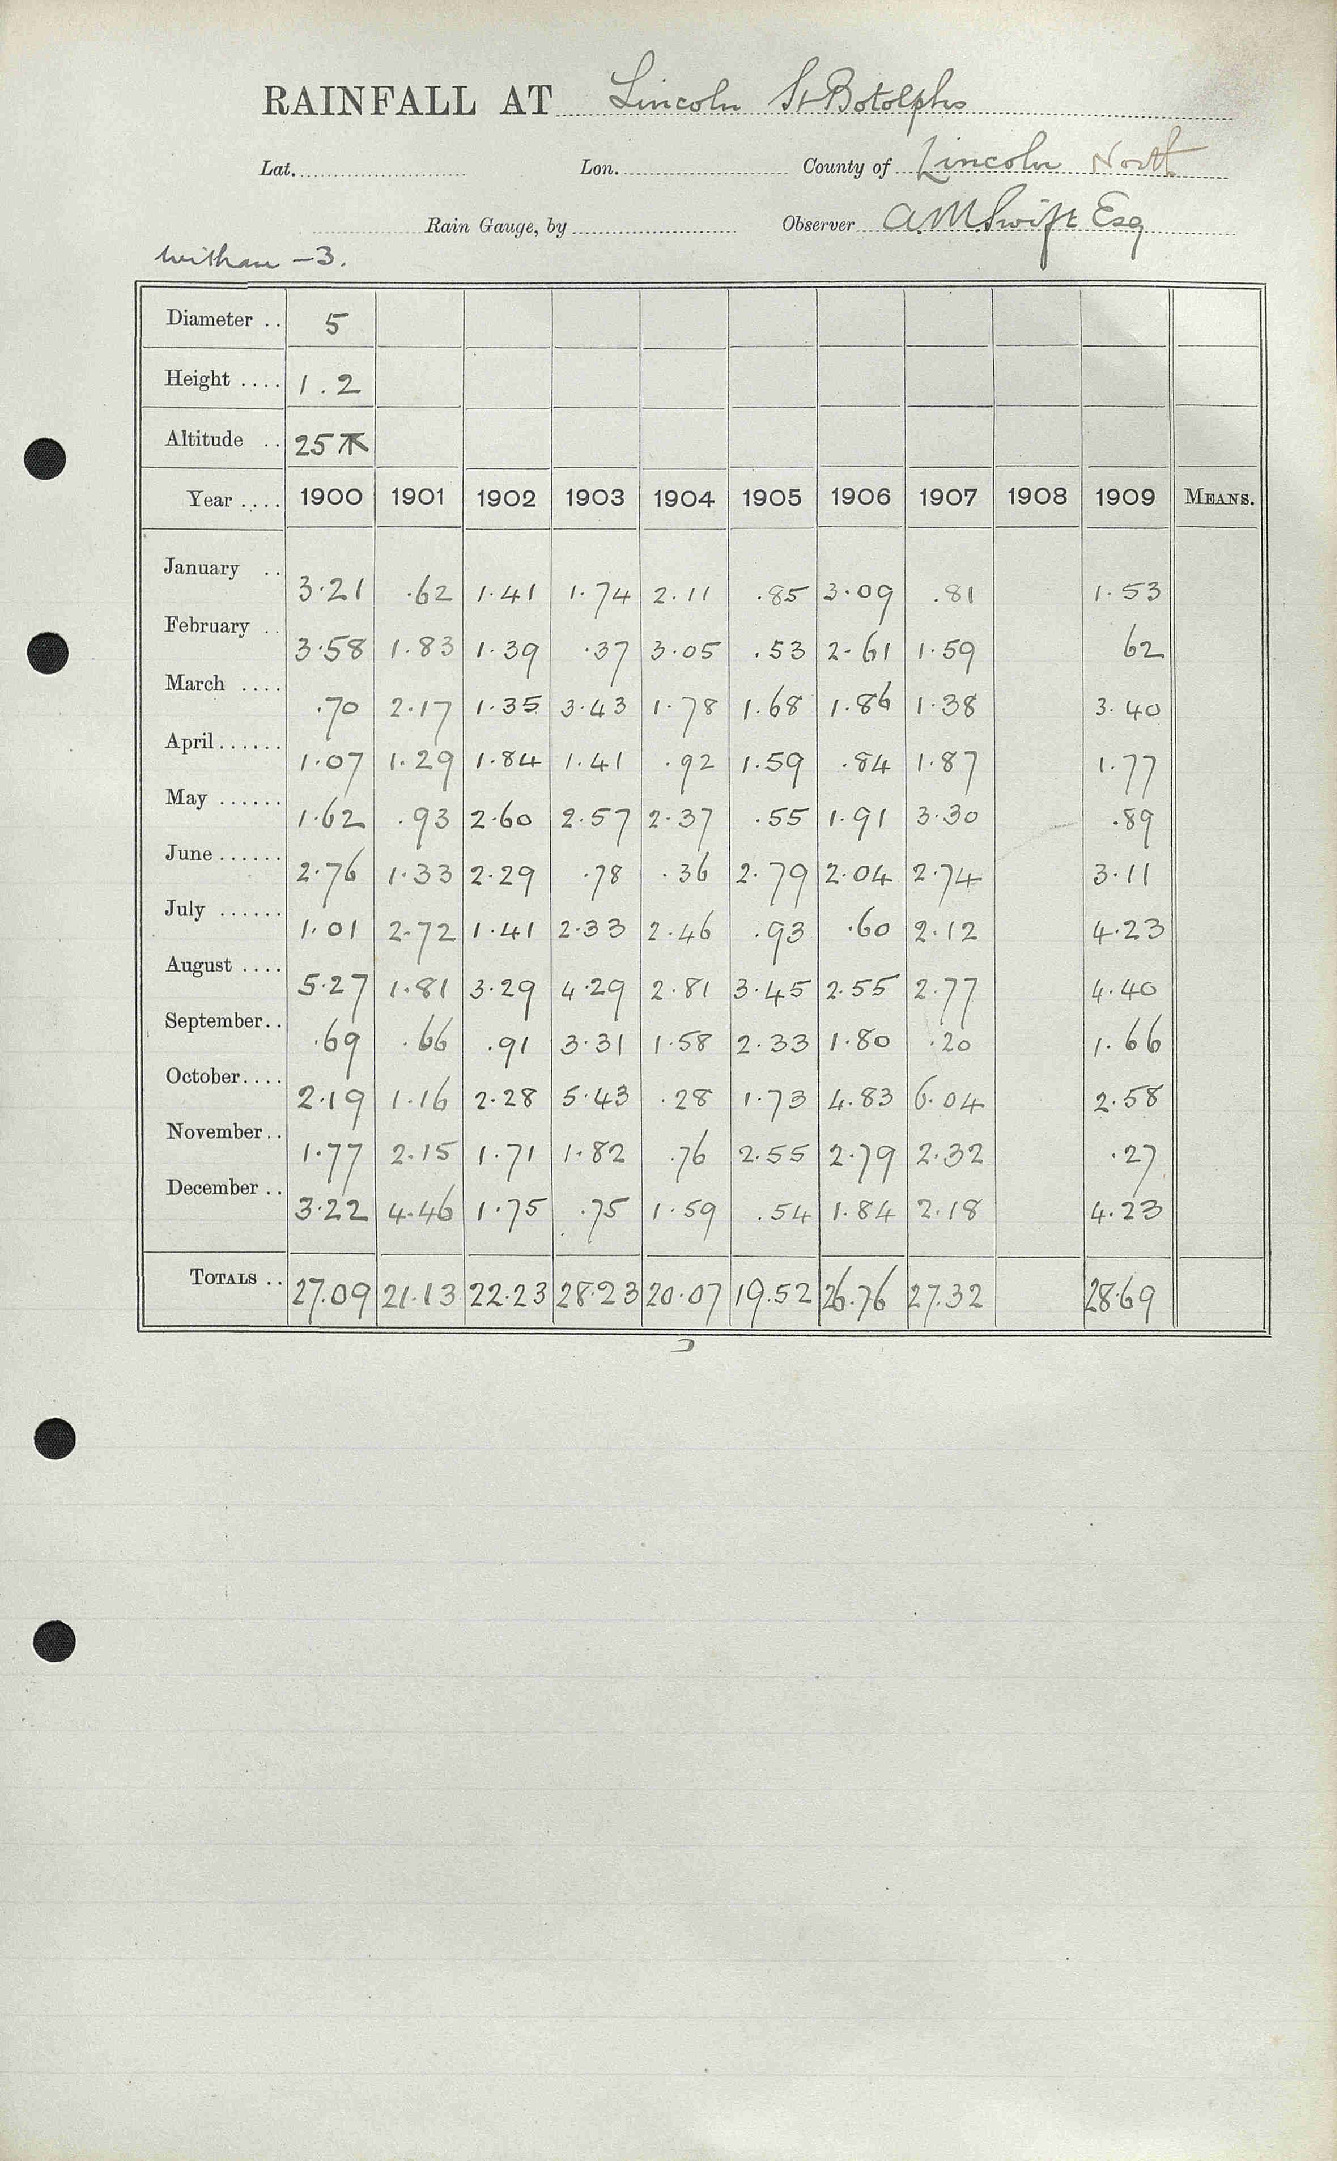 RAINFALL AT Lincoln St Botolphs
Lat. Lon. County of Lincoln North
Rain Gauge, by Observer A M Swift Esq
Witham -3.
Diameter .. 5
Height .... 1.2
Altitude .. 25
Year .... 1900 1901 1902 1903 1904 1905 1906 1907 1908 1909 MEANS.
January .. 3.21 .62 1.41 1.74 2.11 .85 3.09 .81 1.53
February .. 3.58 1.83 1.39 .37 3.05 .53 2.61 1.59 62
March .... .70 2.17 1.35 3.43 1.78 1.68 1.86 1.38 3.40
April...... 1.07 1.29 1.84 1.41 .92 1.59 .84 1.87 1.77
May ...... 1.62 .93 2.60 2.57 2.37 .55 1.91 3.30 .89
June...... 2.76 1.33 2.29 .78 .36 2.79 2.04 2.74 3.11
July ...... 1.01 2.72 1.41 2.33 2.46 .93 .60 2.12 4.23
August .... 5.27 1.81 3.29 4.29 2.81 3.45 2.55 2.77 4.40
September.. .69 .66 .91 3.31 1.58 2.33 1.80 .20 1.66
October.... 2.19 1.16 2.28 5.43 .28 1.73 4.83 6.04 2.58
November.. 1.77 2.15 1.71 1.82 .76 2.55 2.79 2.32 .27
December .. 3.22 4.46 1.75 .75 1.59 .54 1.84 2.18 4.23
TOTALS .. 27.09 21.13 22.23 28.23 20.07 19.52 26.76 27.32 28.69